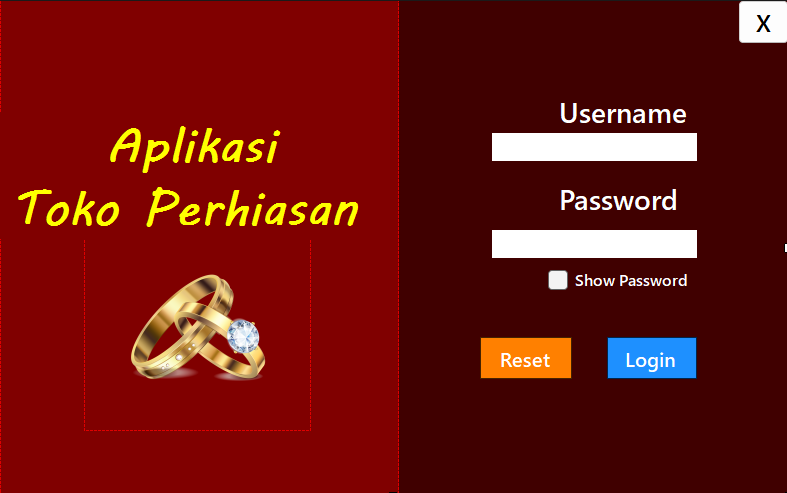 X
Aplikasi
Toko Perhiasan
Username
Password
Show Password
Reset
Login